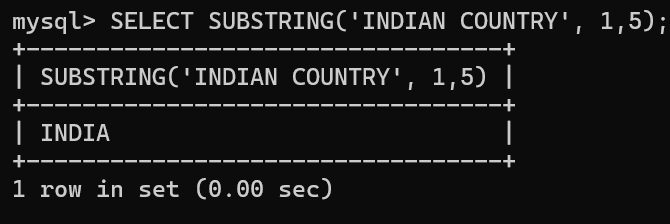 mysql> SELECT SUBSTRING('INDIAN COUNTRY', 1,5);
+----------------------------------+
| SUBSTRING('INDIAN COUNTRY', 1,5) |
+----------------------------------+
| INDIA                            |
+----------------------------------+
1 row in set (0.00 sec)